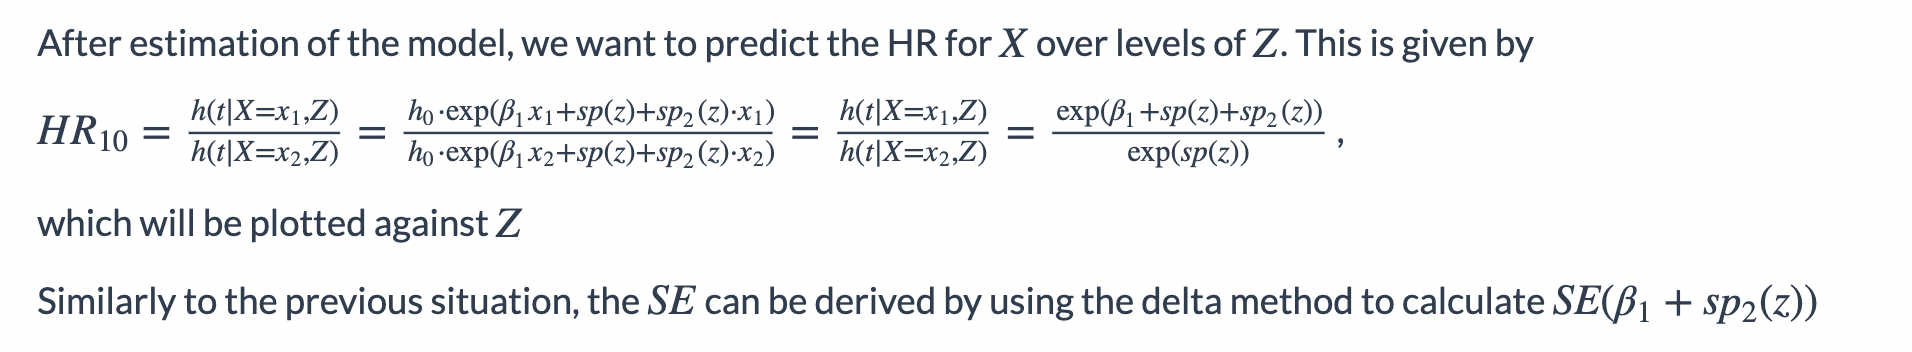 After estimation of the model, we want to predict the HR for X over levels of Z. This is given by
HR₁₀ = h(t|X=x₁,Z) / h(t|X=x₂,Z) = h₀·exp(β₁x₁+sp(z)+sp₂(z)·x₁) / h₀·exp(β₁x₂+sp(z)+sp₂(z)·x₂) = h(t|X=x₁,Z) / h(t|X=x₂,Z) = exp(β₁+sp(z)+sp₂(z)) / exp(sp(z)) ,
which will be plotted against Z
Similarly to the previous situation, the SE can be derived by using the delta method to calculate SE(β₁ + sp₂(z))